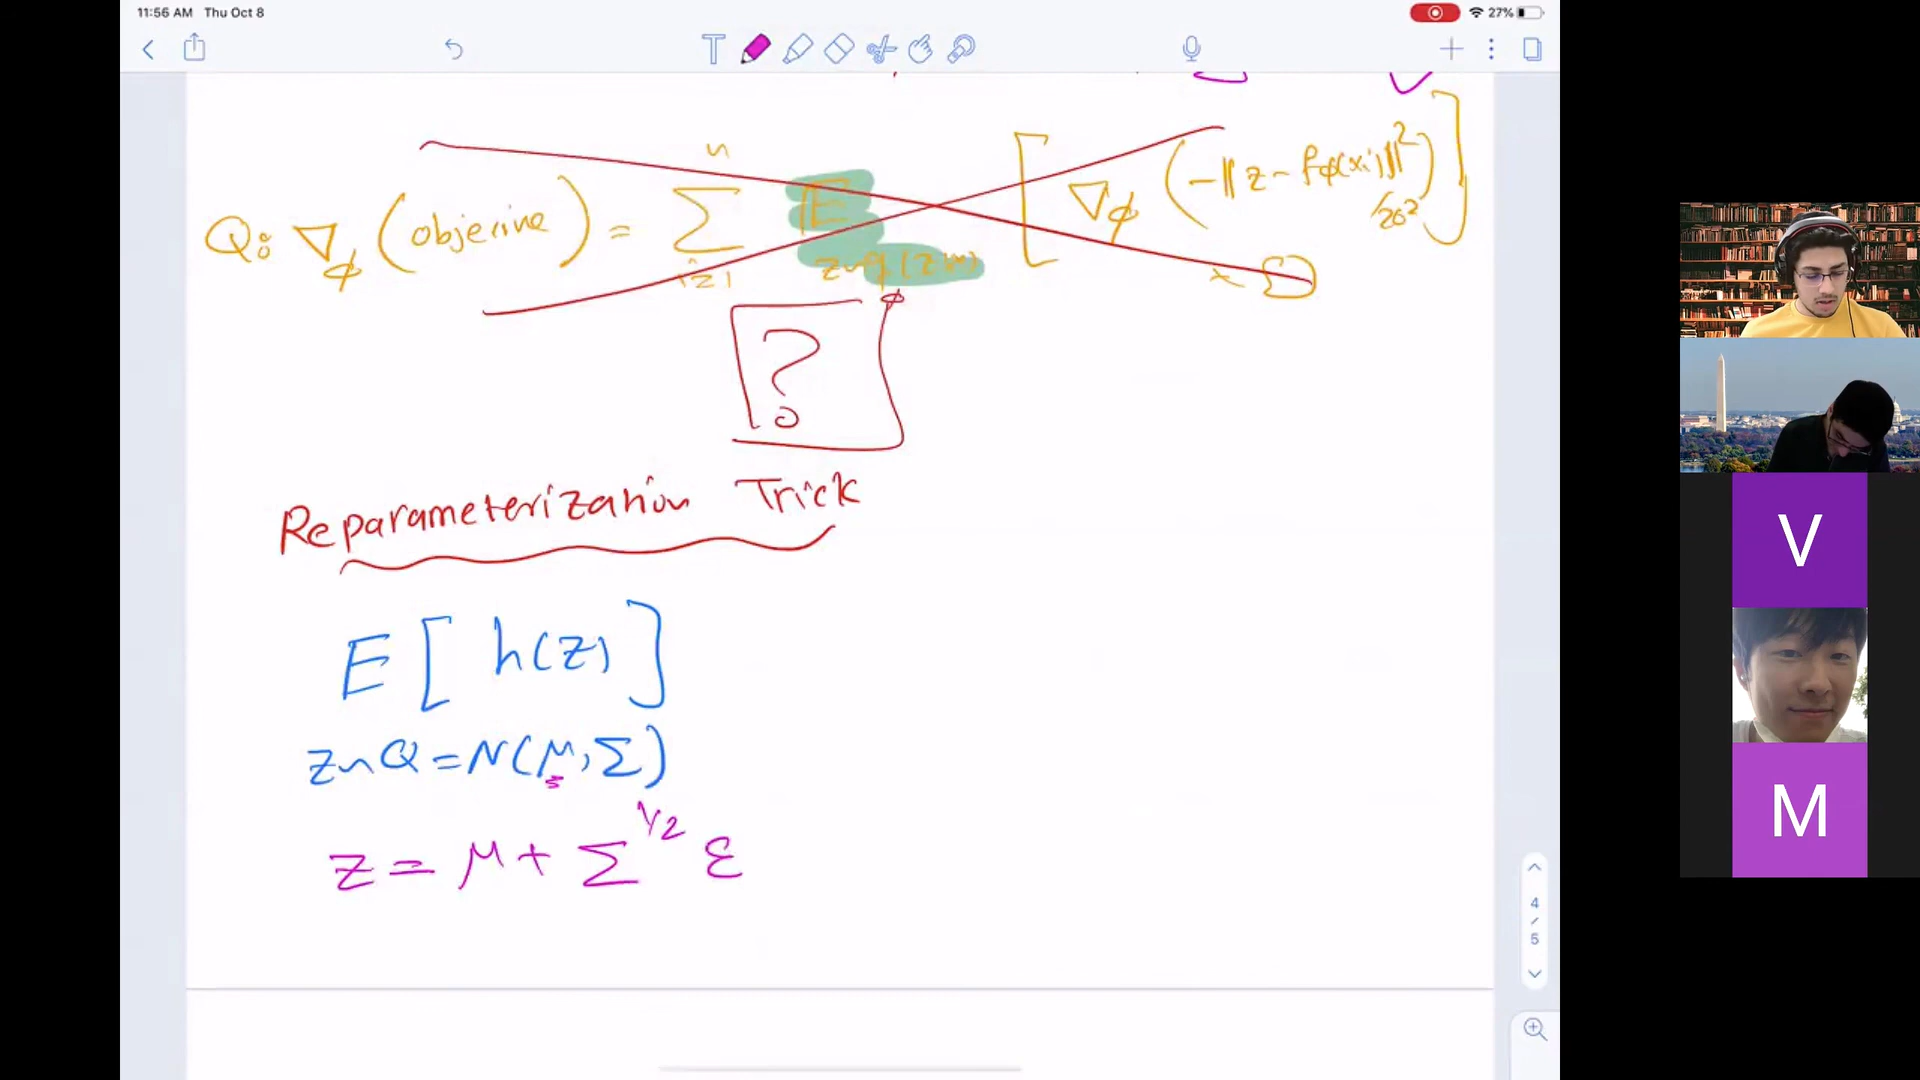 11:56 AM Thu Oct 8
27%
T
Q: ∇ϕ (objective) = Σ n i=1 E z~q(z|x) ϕ [ ∇ϕ (-||z - fϕ(xi)||² /2σ²) ]
?
Reparameterization Trick
E [ h(z) ]
z~Q = N(μ, Σ)
z = μ + Σ^1/2 ε
4
/
5
V
M